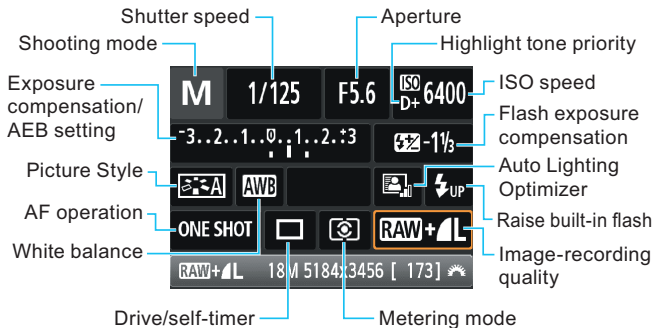 Shutter speed
Aperture
Shooting mode
Highlight tone priority
Exposure
compensation/
AEB setting
M
1/125
F5.6
ISO
D+
6400
ISO speed
-3..2..1..0..1..2.:3
-1⅓
Flash exposure
compensation
Picture Style
A
AWB
UP
Auto Lighting
Optimizer
AF operation
ONE SHOT
RAW+L
Raise built-in flash
White balance
Image-recording
quality
RAW+L 18M 5184x3456 [ 173]
Drive/self-timer
Metering mode